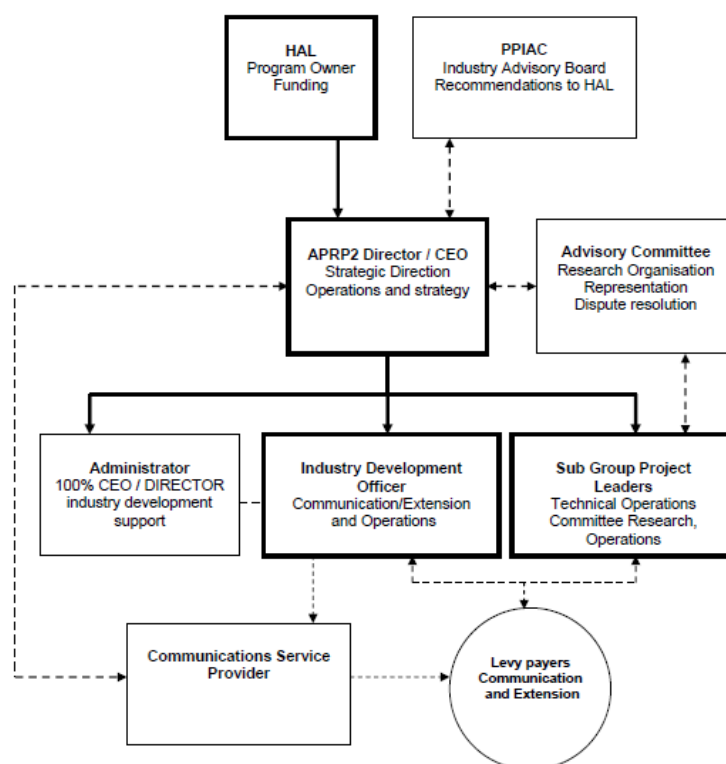 HAL
Program Owner
Funding
PPIAC
Industry Advisory Board
Recommendations to HAL
APRP2 Director / CEO
Strategic Direction
Operations and strategy
Advisory Committee
Research Organisation
Representation
Dispute resolution
Administrator
100% CEO / DIRECTOR
industry development
support
Industry Development
Officer
Communication/Extension
and Operations
Sub Group Project
Leaders
Technical Operations
Committee Research,
Operations
Communications Service
Provider
Levy payers
Communication
and Extension